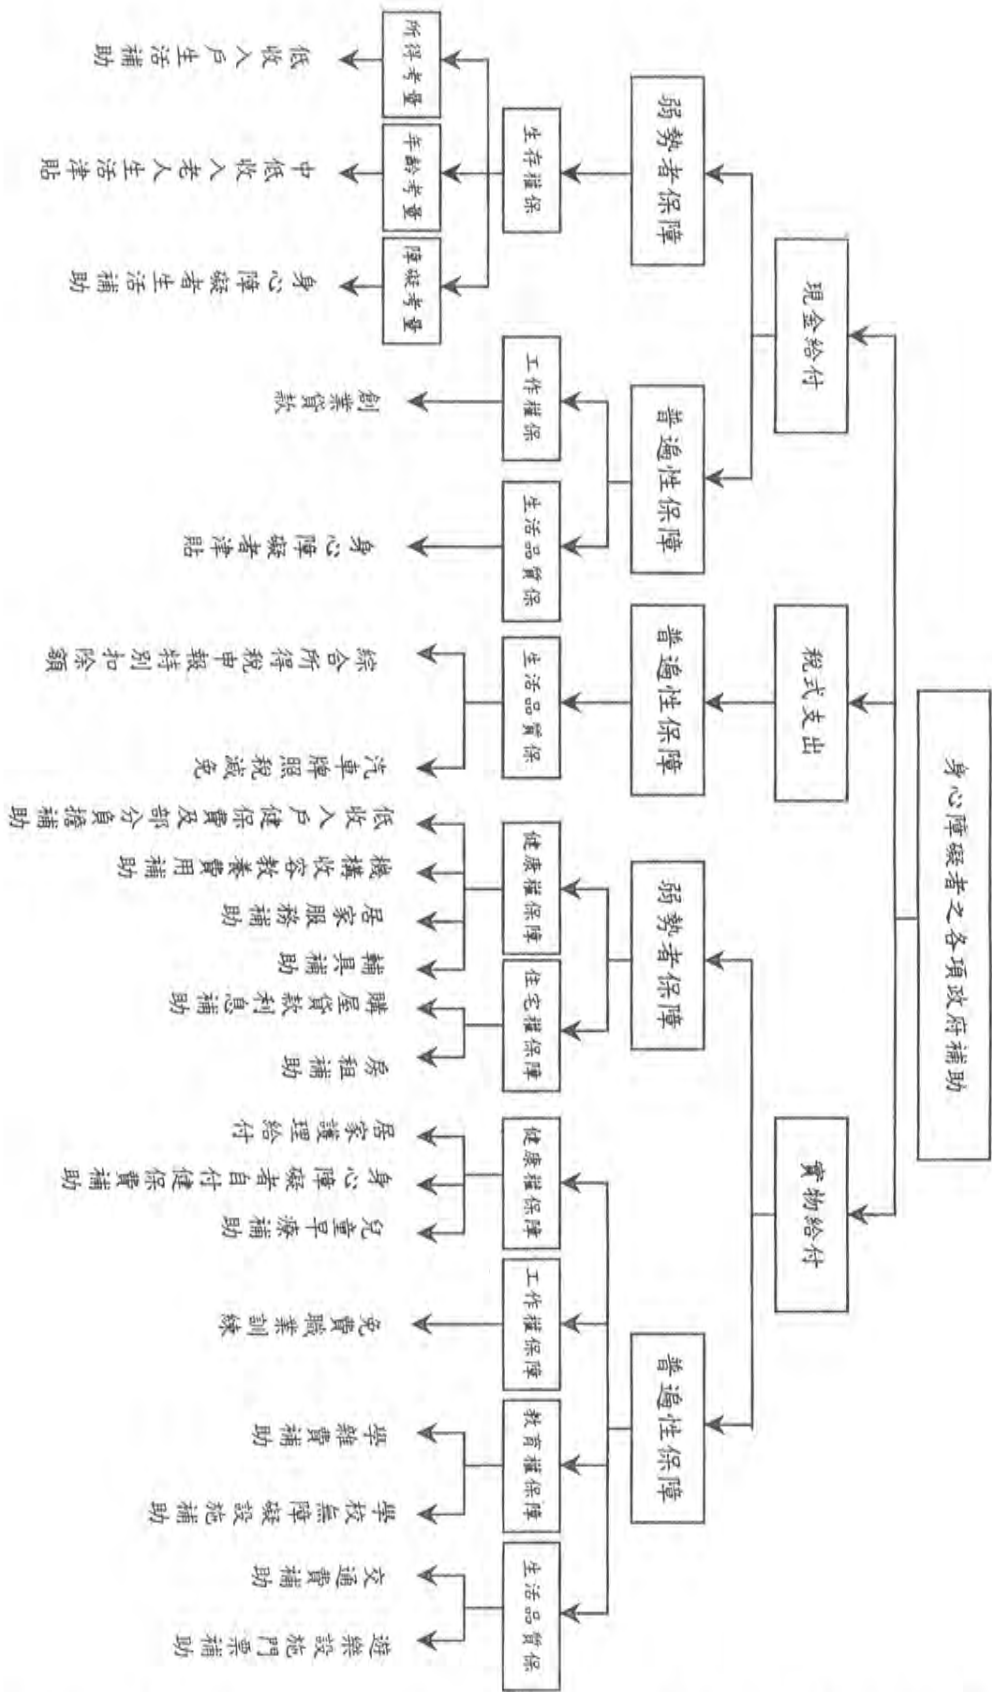 身心障礙者之各項政府補助
現金給付
稅式支出
實物給付
弱勢者保障
普遍性保障
普遍性保障
弱勢者保障
普遍性保障
生存權保
工作權保
生活品質保
生活品質保
健康權保障
住宅權保障
健康權保障
工作權保障
教育權保障
生活品質保
所得考量
年齡考量
障礙考量
低收入戶生活補助
中低收入老人生活津貼
身心障礙者生活補助
創業貸款
身心障礙者津貼
綜合所得稅申報特別扣除額
汽車牌照稅減免
低收入戶健保費及部分負擔補助
機構收容教養費用補助
居家服務補助
輔具補助
購屋貸款利息補助
房租補助
居家護理給付
身心障礙者自付健保費補助
兒童早療補助
免費職業訓練
學雜費補助
學校無障礙設施補助
交通費補助
遊樂設施門票補助